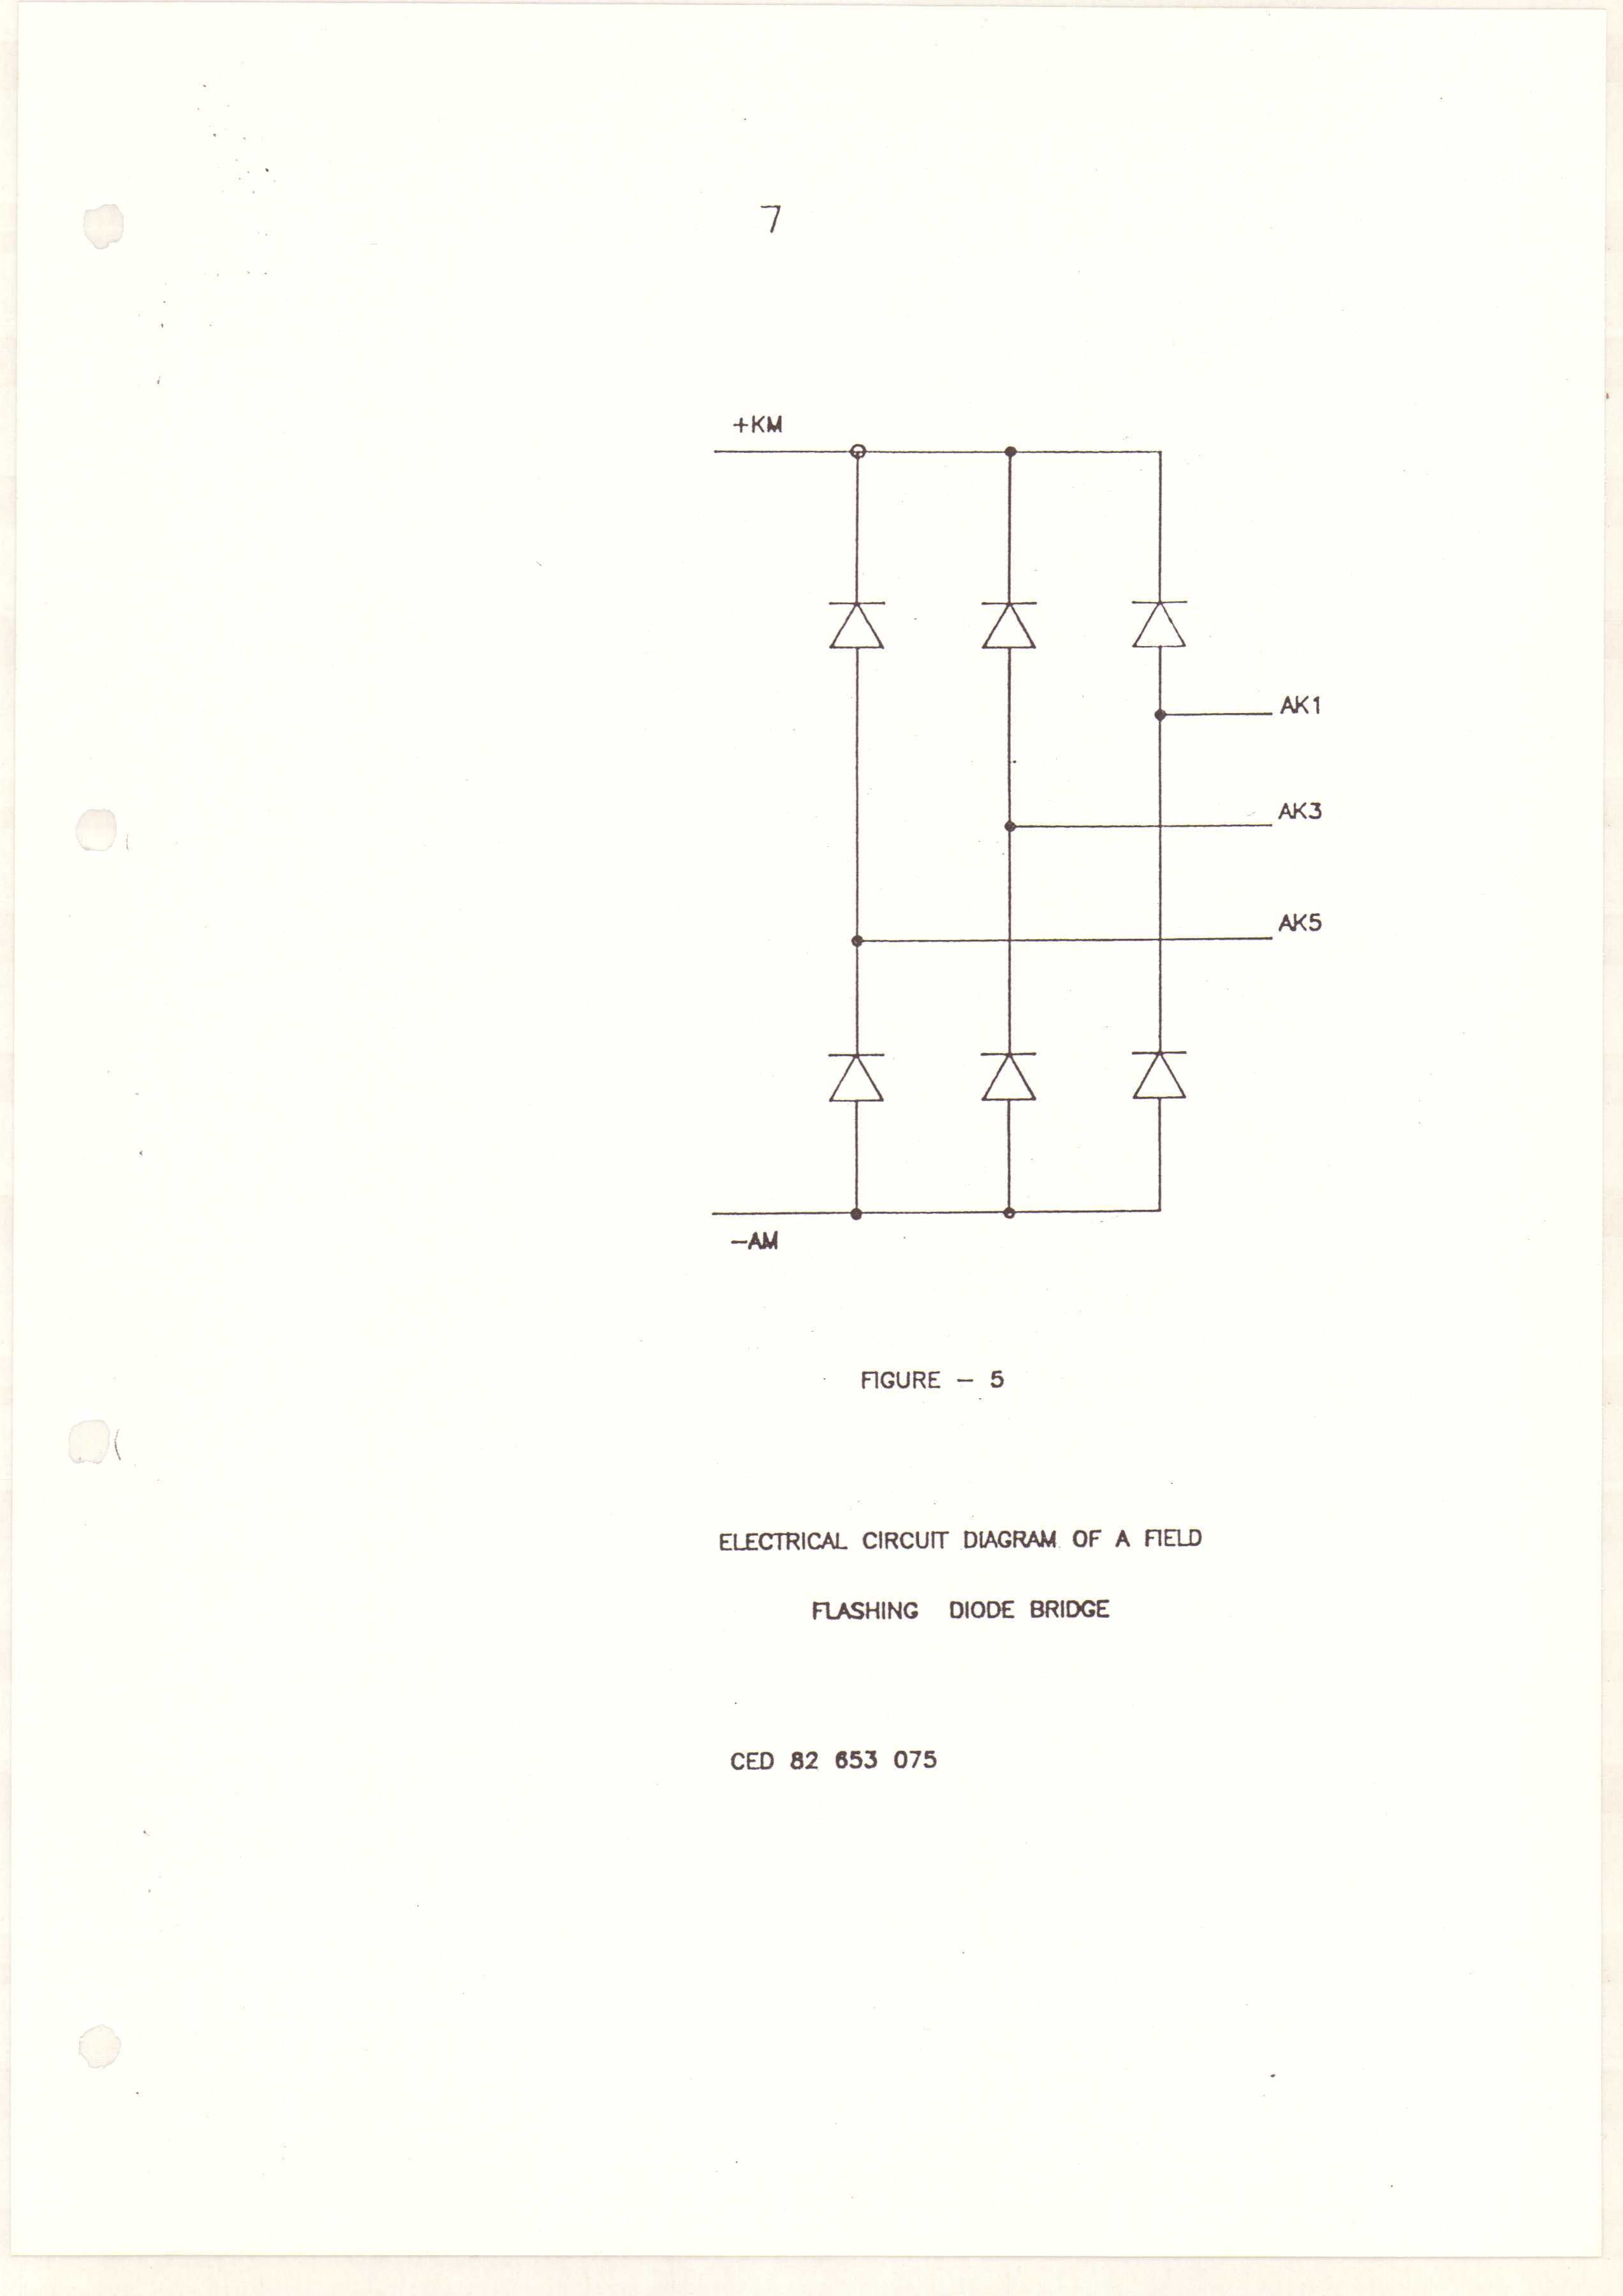 7
+KM
AK1
AK3
AK5
−AM
FIGURE − 5
ELECTRICAL CIRCUIT DIAGRAM OF A FIELD
FLASHING DIODE BRIDGE
CED 82 653 075